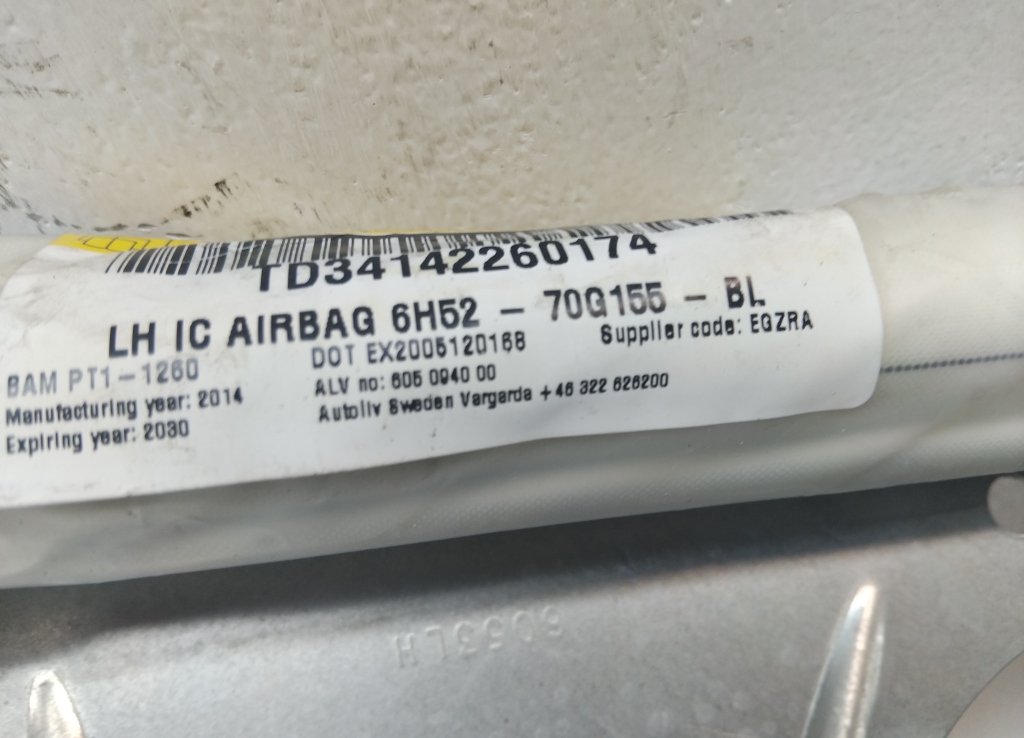 TD34142260174
LH IC AIRBAG 6H52 - 70G155 - BL
BAM PT1-1260
DOT EX2005120168
Supplier code: EGZRA
Manufacturing year: 2014
ALV no: 605 0940 00
Expiring year: 2030
Autoliv Sweden Vargarda +46 322 626200
6053LH